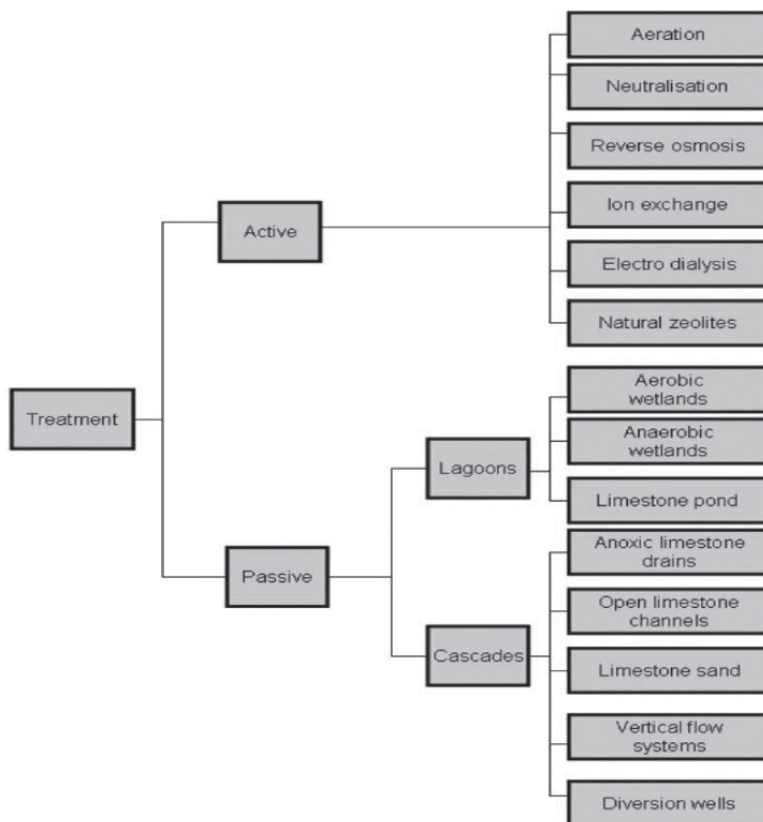 Aeration
Neutralisation
Reverse osmosis
Ion exchange
Active
Electro dialysis
Natural zeolites
Treatment
Aerobic
wetlands
Anaerobic
wetlands
Lagoons
Limestone pond
Anoxic limestone
drains
Passive
Open limestone
channels
Cascades
Limestone sand
Vertical flow
systems
Diversion wells